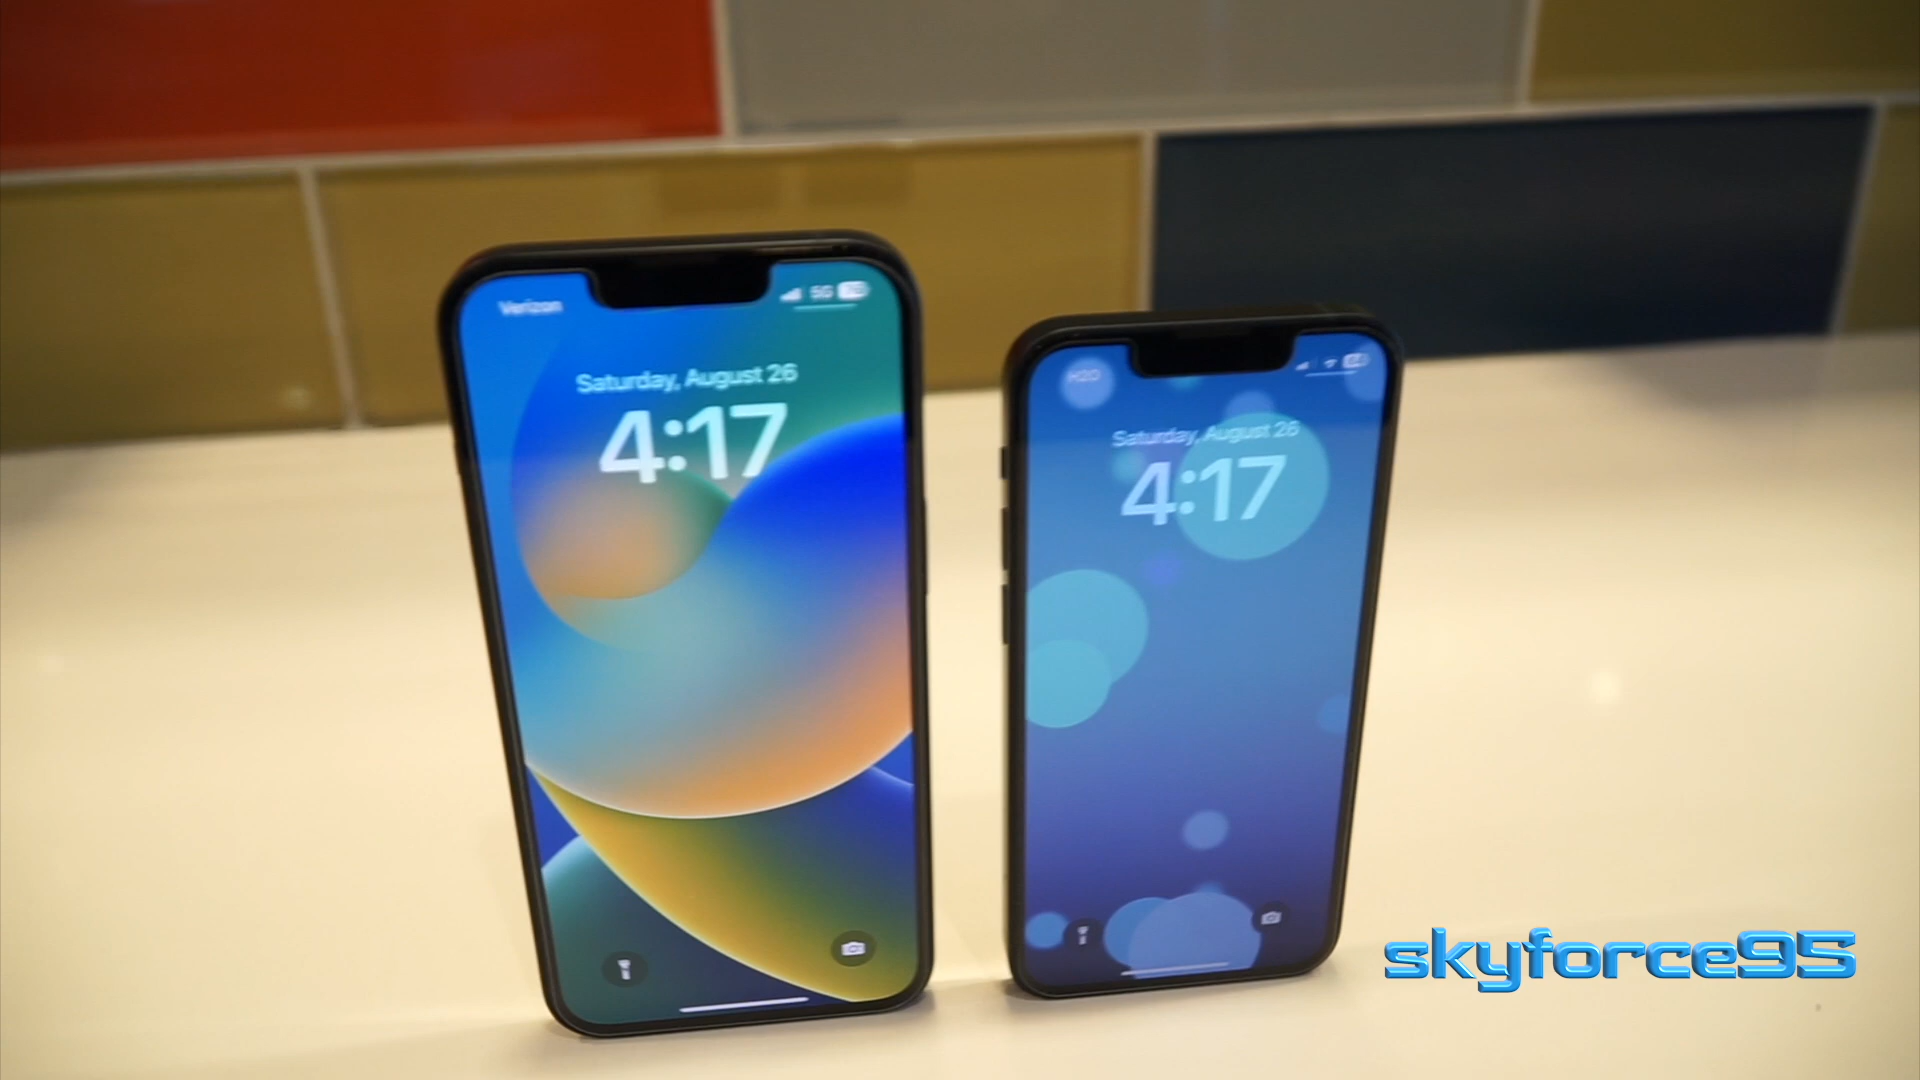 Verizon
5G
Saturday, August 26
4:17
H2O
Saturday, August 26
4:17
skyforce95